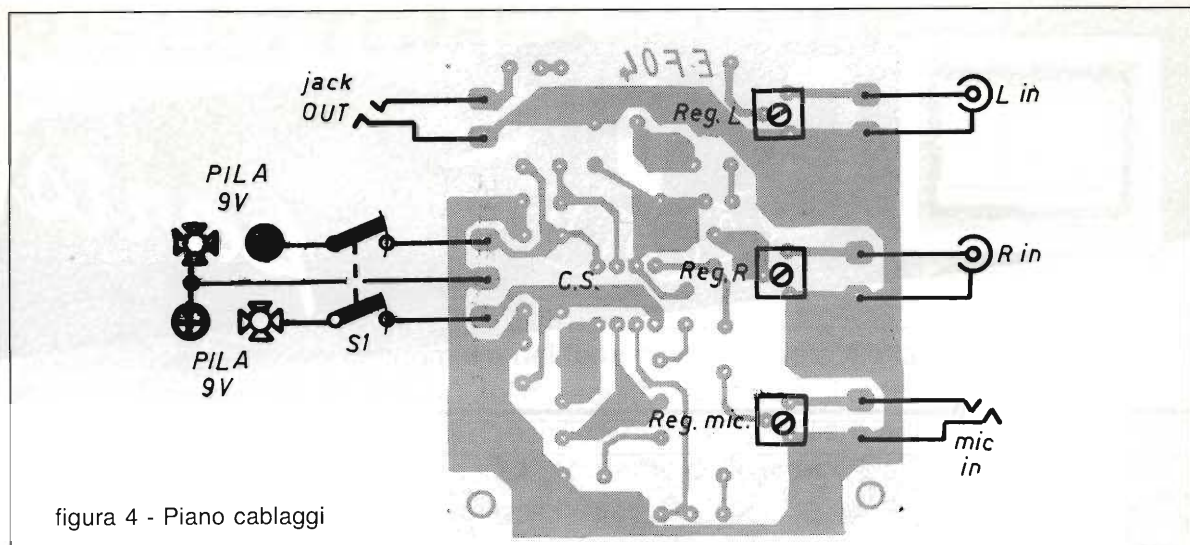 EF04
jack
OUT
Reg. L
L in
PILA
9V
C.S.
Reg. R
R in
S1
PILA
9V
Reg. mic.
mic
in
figura 4 - Piano cablaggi